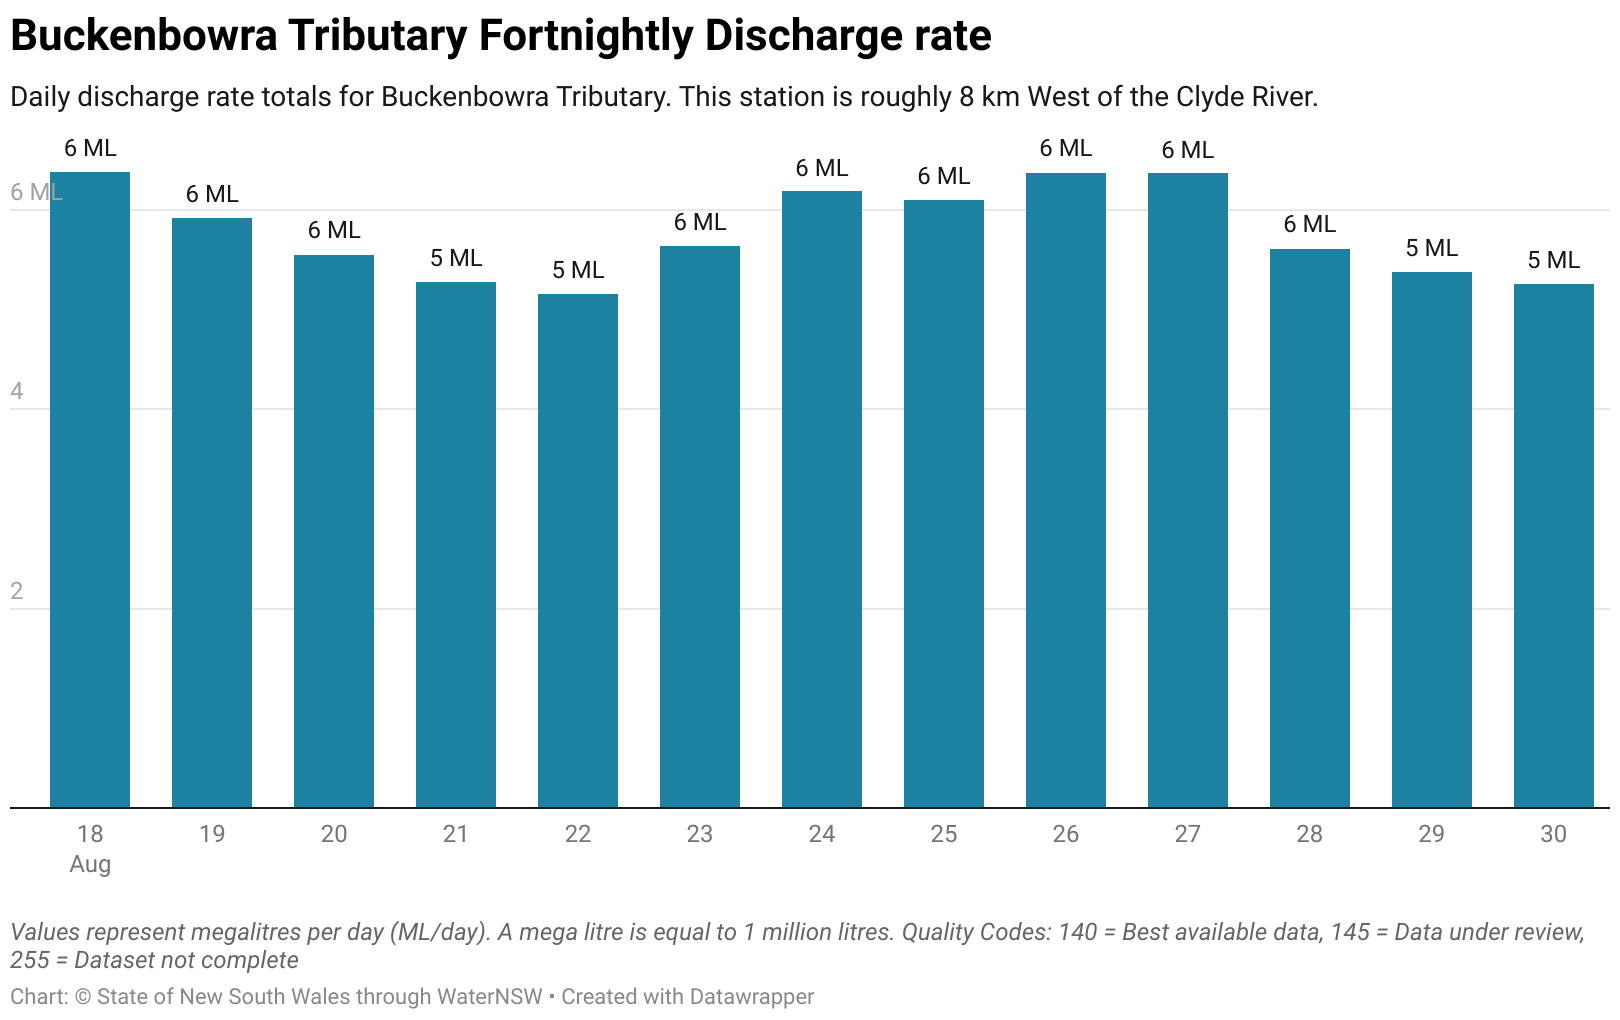 Buckenbowra Tributary Fortnightly Discharge rate
Daily discharge rate totals for Buckenbowra Tributary. This station is roughly 8 km West of the Clyde River.
6 ML
6 ML
6 ML
5 ML
5 ML
6 ML
6 ML
6 ML
6 ML
6 ML
6 ML
5 ML
5 ML
6 ML
4
2
18 19 20 21 22 23 24 25 26 27 28 29 30
Aug
Values represent megalitres per day (ML/day). A mega litre is equal to 1 million litres. Quality Codes: 140 = Best available data, 145 = Data under review,
255 = Dataset not complete
Chart: © State of New South Wales through WaterNSW • Created with Datawrapper